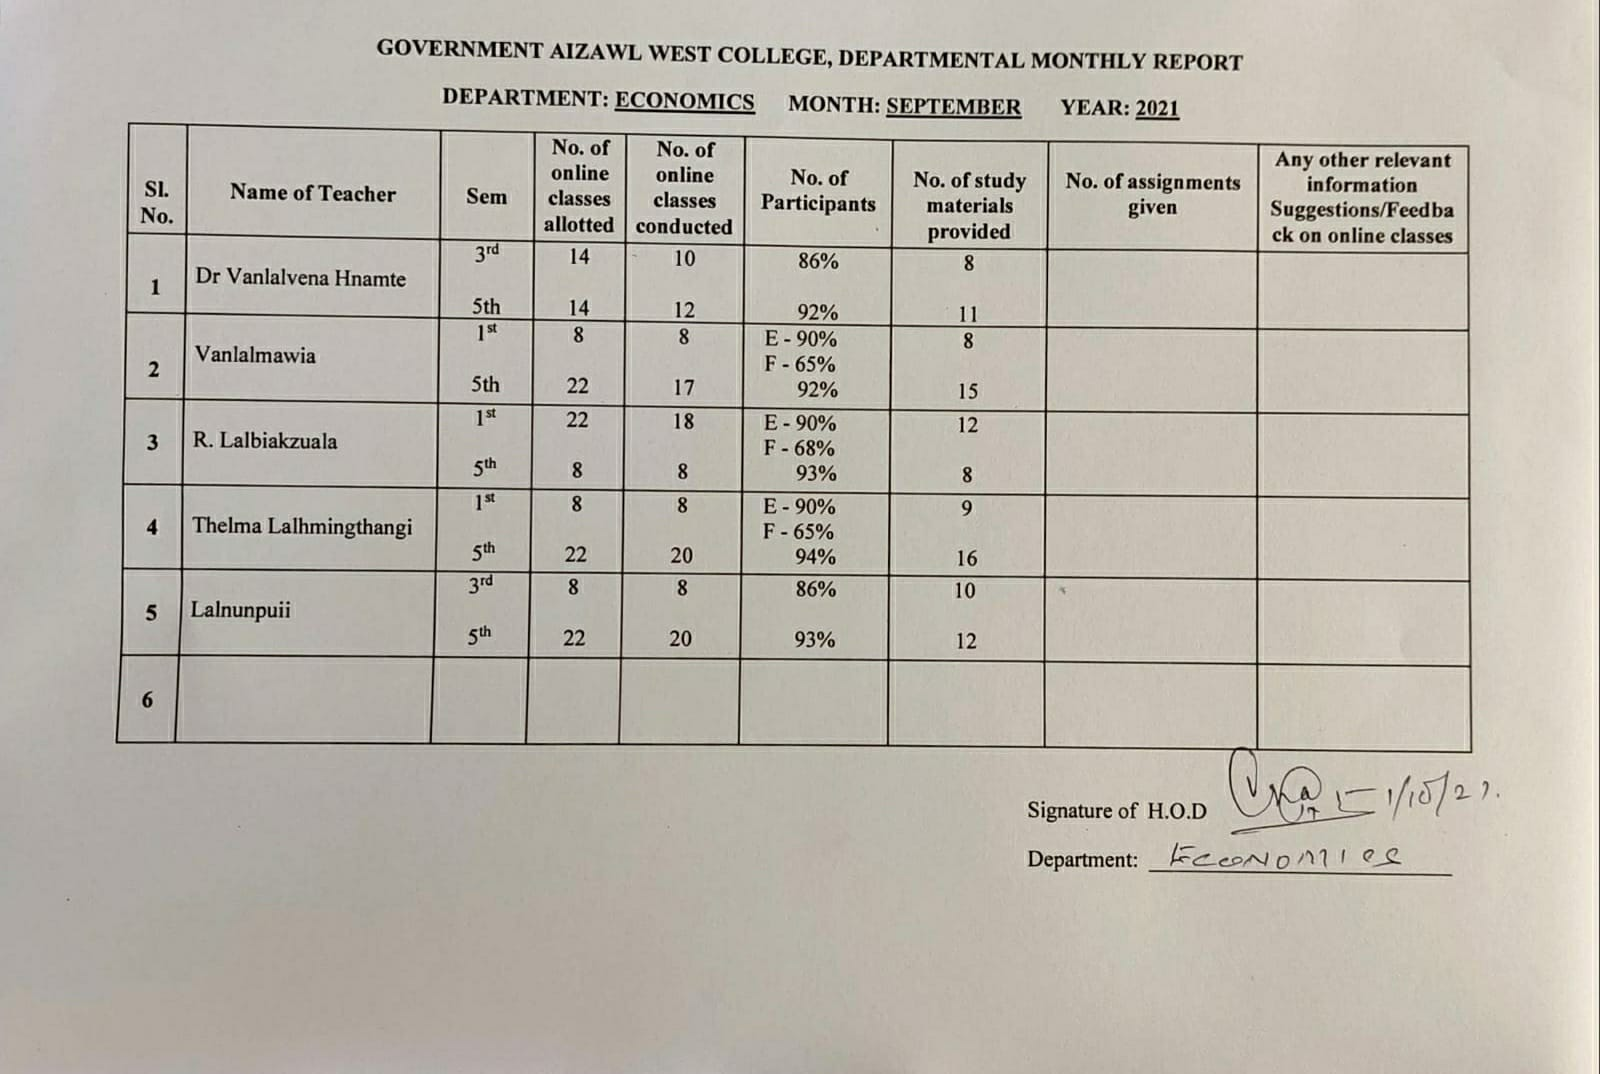 GOVERNMENT AIZAWL WEST COLLEGE, DEPARTMENTAL MONTHLY REPORT
DEPARTMENT: ECONOMICS MONTH: SEPTEMBER YEAR: 2021
Sl. No. Name of Teacher Sem No. of online classes allotted No. of online classes conducted No. of Participants No. of study materials provided No. of assignments given Any other relevant information Suggestions/Feedba ck on online classes
1 Dr Vanlalvena Hnamte 3rd 14 10 86% 8
5th 14 12 92% 11
2 Vanlalmawia 1st 8 8 E - 90% 8
F - 65%
5th 22 17 92% 15
3 R. Lalbiakzuala 1st 22 18 E - 90% 12
F - 68%
5th 8 8 93% 8
4 Thelma Lalhmingthangi 1st 8 8 E - 90% 9
F - 65%
5th 22 20 94% 16
5 Lalnunpuii 3rd 8 8 86% 10
5th 22 20 93% 12
6
Signature of H.O.D 1/10/21.
Department: Economics